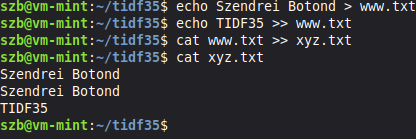 szb@vm-mint:~/tidf35$ echo Szendrei Botond > www.txt
szb@vm-mint:~/tidf35$ echo TIDF35 >> www.txt
szb@vm-mint:~/tidf35$ cat www.txt >> xyz.txt
szb@vm-mint:~/tidf35$ cat xyz.txt
Szendrei Botond
Szendrei Botond
TIDF35
szb@vm-mint:~/tidf35$